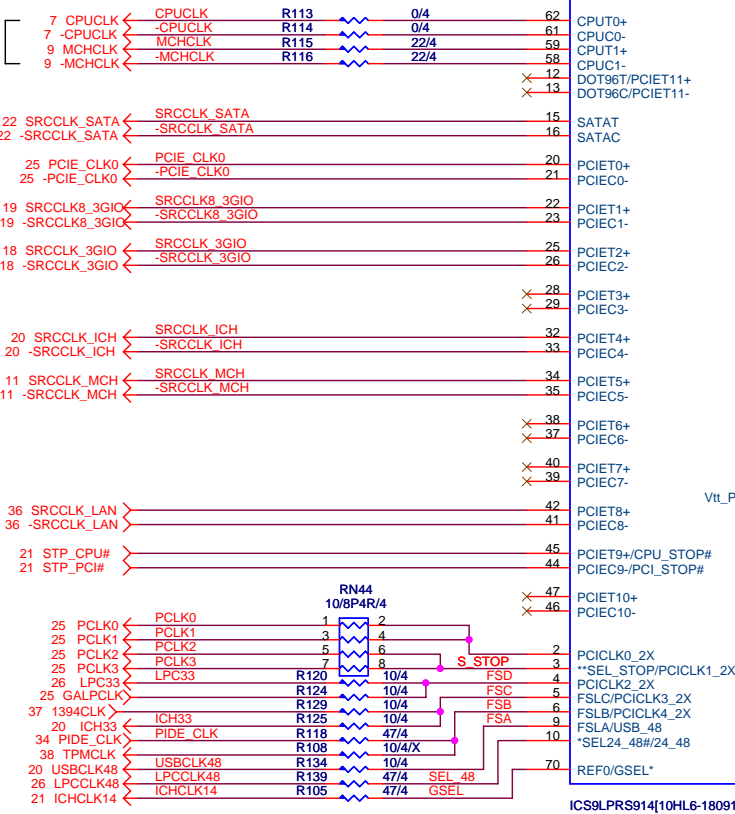 7 CPUCLK CPUCLK R113 0/4 62 CPUT0+
7 -CPUCLK -CPUCLK R114 0/4 61 CPUC0-
9 MCHCLK MCHCLK R115 22/4 59 CPUT1+
9 -MCHCLK -MCHCLK R116 22/4 58 CPUC1-
12 DOT96T/PCIET11+
13 DOT96C/PCIET11-
22 SRCCLK_SATA SRCCLK_SATA 15 SATAT
22 -SRCCLK_SATA -SRCCLK_SATA 16 SATAC
25 PCIE_CLK0 PCIE_CLK0 20 PCIET0+
25 -PCIE_CLK0 -PCIE_CLK0 21 PCIEC0-
19 SRCCLK8_3GIO SRCCLK8_3GIO 22 PCIET1+
19 -SRCCLK8_3GIO -SRCCLK8_3GIO 23 PCIEC1-
18 SRCCLK_3GIO SRCCLK_3GIO 25 PCIET2+
18 -SRCCLK_3GIO -SRCCLK_3GIO 26 PCIEC2-
28 PCIET3+
29 PCIEC3-
20 SRCCLK_ICH SRCCLK_ICH 32 PCIET4+
20 -SRCCLK_ICH -SRCCLK_ICH 33 PCIEC4-
11 SRCCLK_MCH SRCCLK_MCH 34 PCIET5+
11 -SRCCLK_MCH -SRCCLK_MCH 35 PCIEC5-
38 PCIET6+
37 PCIEC6-
40 PCIET7+
39 PCIEC7-
Vtt_P
36 SRCCLK_LAN 42 PCIET8+
36 -SRCCLK_LAN 41 PCIEC8-
21 STP_CPU# 45 PCIET9+/CPU_STOP#
21 STP_PCI# 44 PCIEC9-/PCI_STOP#
47 PCIET10+
46 PCIEC10-
RN44
10/8P4R/4
25 PCLK0 PCLK0 1 2
25 PCLK1 PCLK1 3 4
25 PCLK2 PCLK2 5 6 2 PCICLK0_2X
25 PCLK3 PCLK3 7 8 S_STOP 3 **SEL_STOP/PCICLK1_2X
26 LPC33 LPC33 R120 10/4 FSD 4 PCICLK2_2X
25 GALPCLK R124 10/4 FSC 5 FSLC/PCICLK3_2X
37 1394CLK R129 10/4 FSB 6 FSLB/PCICLK4_2X
20 ICH33 ICH33 R125 10/4 FSA 9 FSLA/USB_48
34 PIDE_CLK PIDE_CLK R118 47/4 10 *SEL24_48#/24_48
38 TPMCLK R108 10/4/X
20 USBCLK48 USBCLK48 R134 10/4 70 REF0/GSEL*
26 LPCCLK48 LPCCLK48 R139 47/4 SEL_48
21 ICHCLK14 ICHCLK14 R105 47/4 GSEL
ICS9LPRS914[10HL6-18091